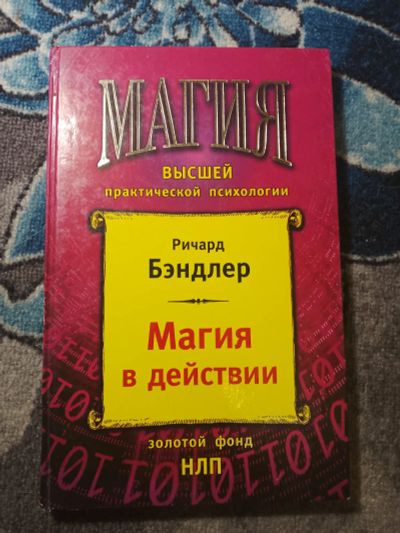 МАГИЯ
ВЫСШЕЙ
практической психологии
Ричард
Бэндлер
Магия
в действии
золотой фонд
НЛП